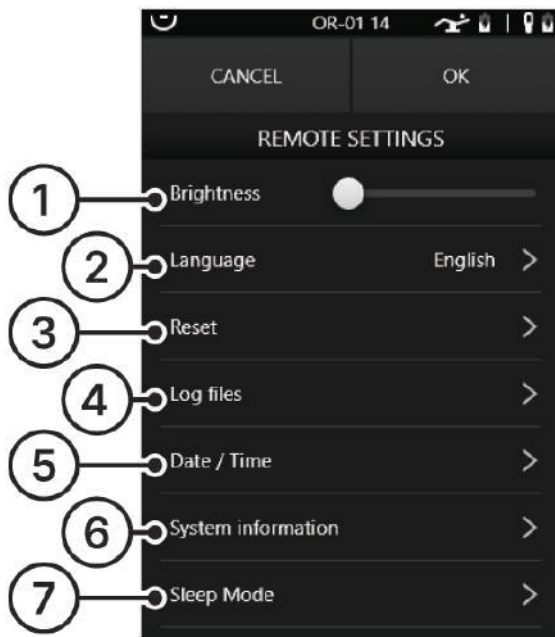 OR-01 14
CANCEL OK
REMOTE SETTINGS
1 Brightness
2 Language English >
3 Reset >
4 Log files >
5 Date / Time >
6 System information >
7 Sleep Mode >